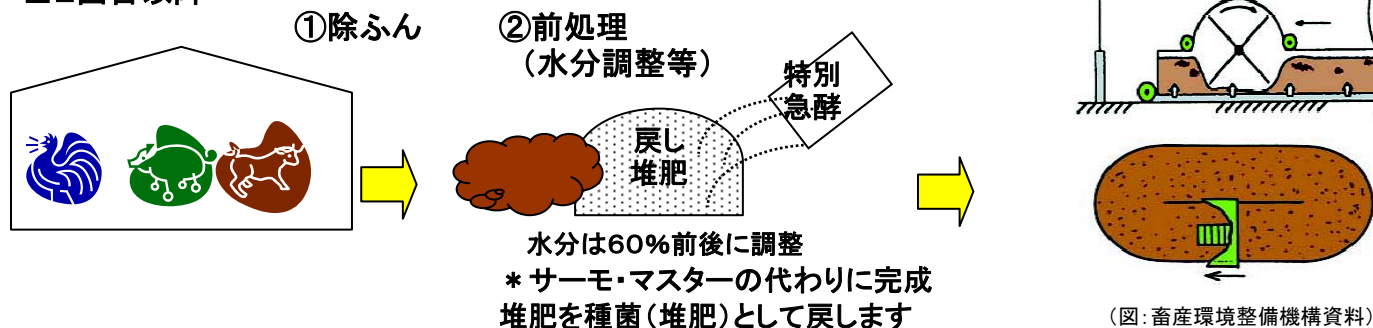 ①除ふん
②前処理
（水分調整等）
特別
急酵
戻し
堆肥
水分は60%前後に調整
＊サーモ・マスターの代わりに完成
堆肥を種菌（堆肥）として戻します
（図：畜産環境整備機構資料）